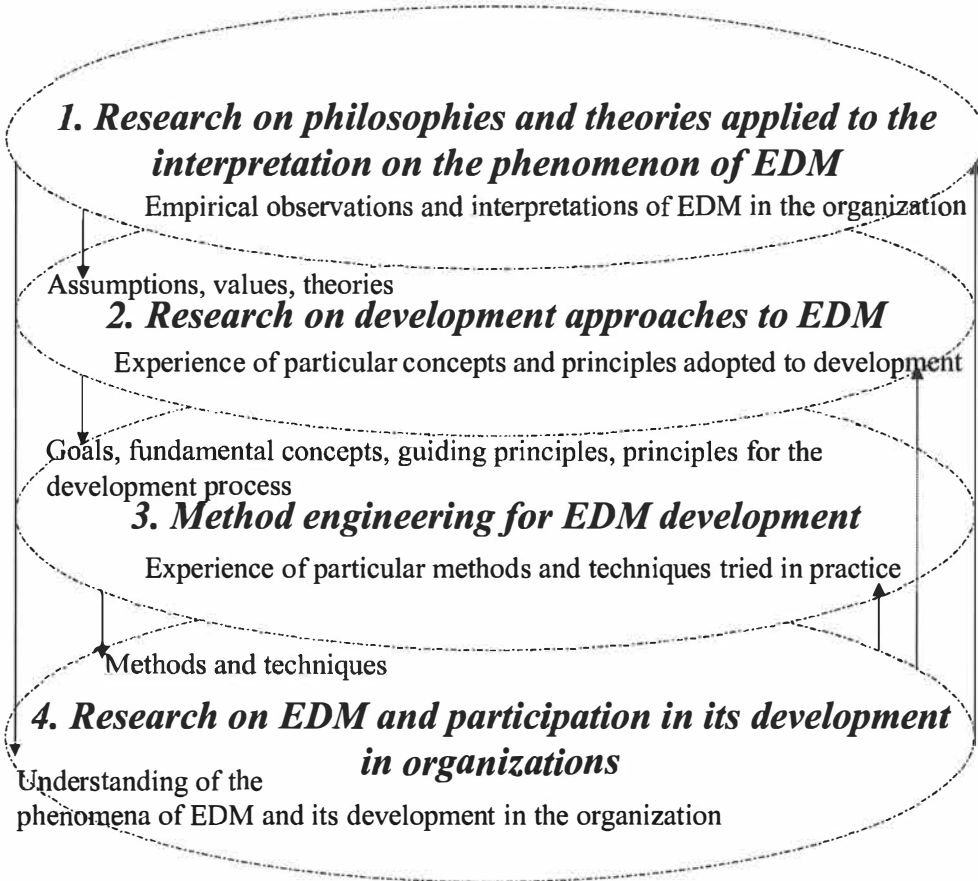 1. Research on philosophies and theories applied to the
interpretation on the phenomenon of EDM
Empirical observations and interpretations of EDM in the organization
Assumptions, values, theories
2. Research on development approaches to EDM
Experience of particular concepts and principles adopted to development
Goals, fundamental concepts, guiding principles, principles for the
development process
3. Method engineering for EDM development
Experience of particular methods and techniques tried in practice
Methods and techniques
4. Research on EDM and participation in its development
in organizations
Understanding of the
phenomena of EDM and its development in the organization